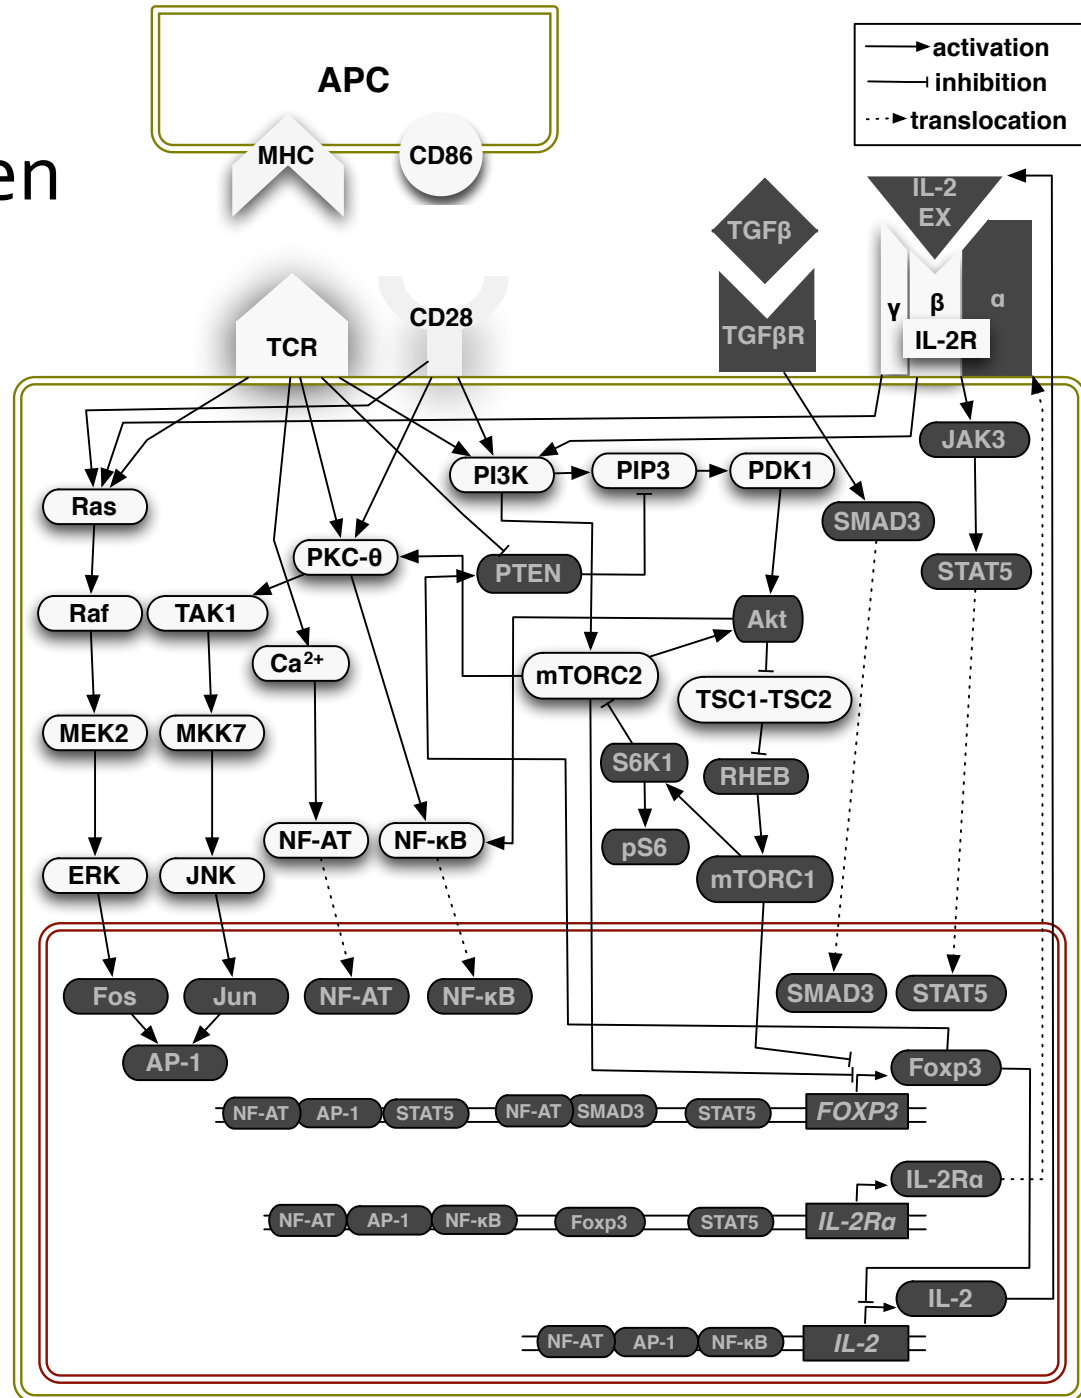 activation
inhibition
translocation
APC
MHC
CD86
en
IL-2
EX
TGFβ
TCR
CD28
TGFβR
γ
β
α
IL-2R
JAK3
PI3K
PIP3
PDK1
Ras
SMAD3
PKC-θ
PTEN
STAT5
Raf
TAK1
Akt
Ca2+
mTORC2
TSC1-TSC2
MEK2
MKK7
S6K1
RHEB
NF-AT
NF-κB
pS6
ERK
JNK
mTORC1
Fos
Jun
NF-AT
NF-κB
SMAD3
STAT5
AP-1
Foxp3
NF-AT AP-1 STAT5 NF-AT SMAD3 STAT5 FOXP3
IL-2Rα
NF-AT AP-1 NF-κB Foxp3 STAT5 IL-2Rα
IL-2
NF-AT AP-1 NF-κB IL-2